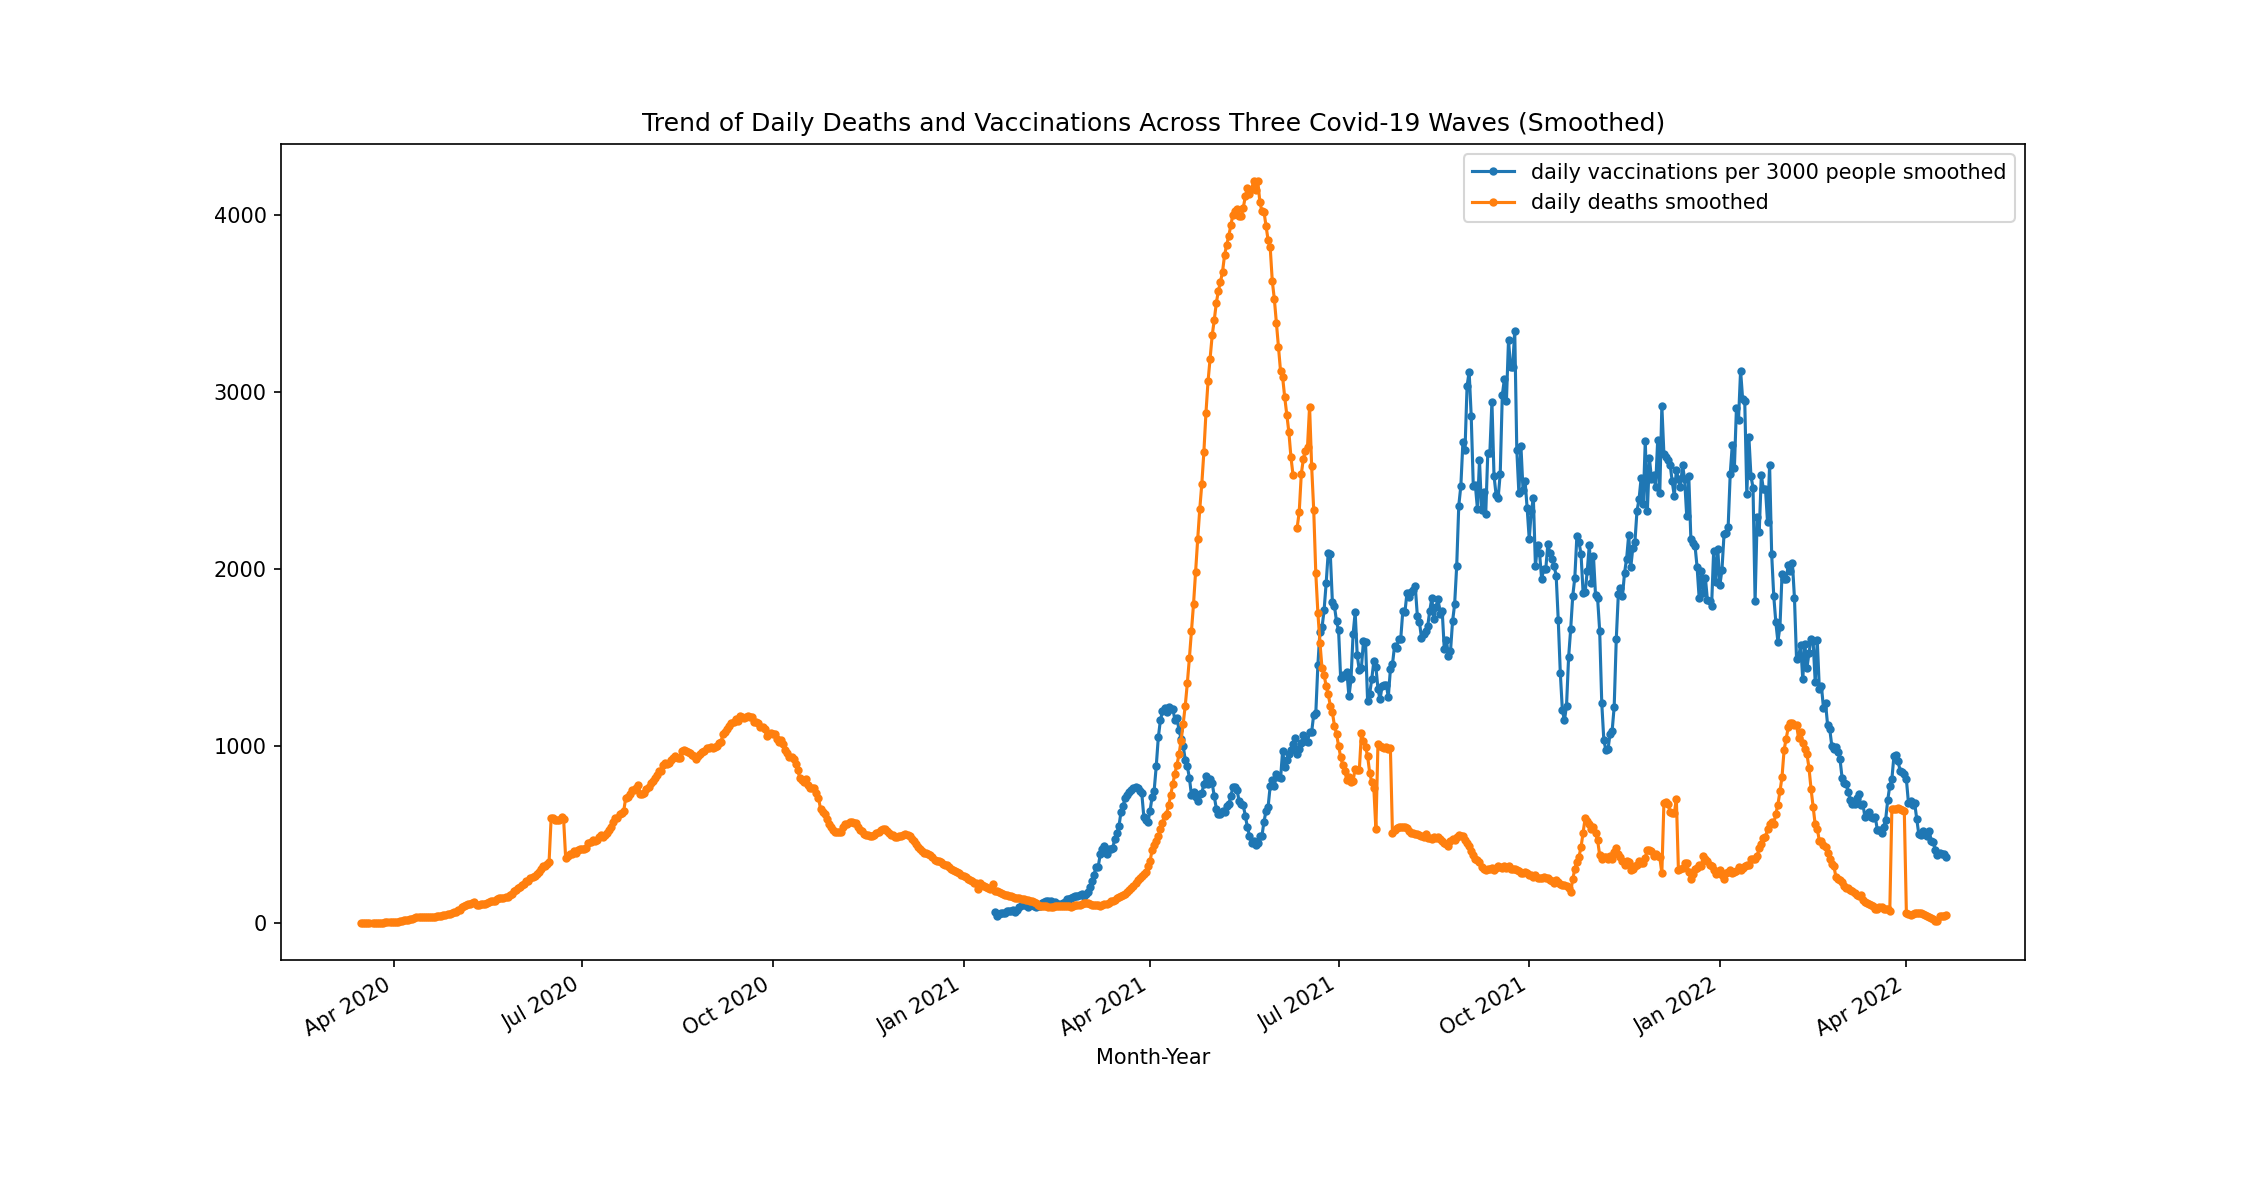 Trend of Daily Deaths and Vaccinations Across Three Covid-19 Waves (Smoothed)
daily vaccinations per 3000 people smoothed
daily deaths smoothed
4000
3000
2000
1000
0
Apr 2020
Jul 2020
Oct 2020
Jan 2021
Apr 2021
Jul 2021
Oct 2021
Jan 2022
Apr 2022
Month-Year